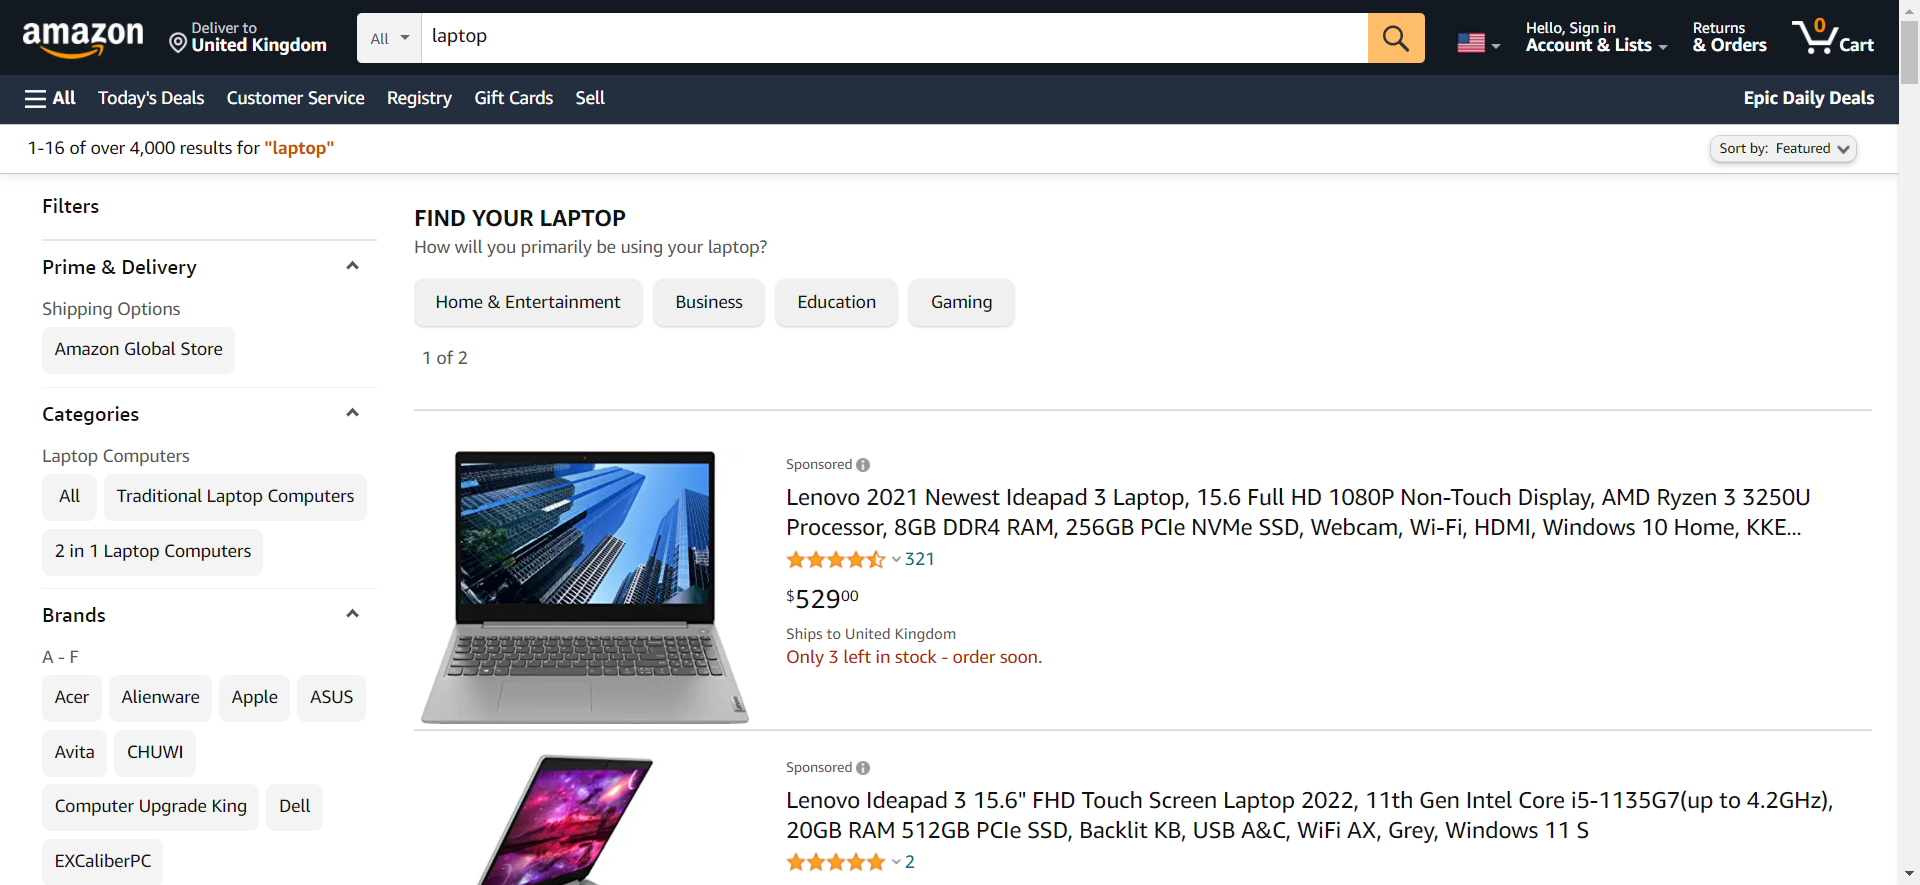 amazon
Deliver to
United Kingdom
All
laptop
Hello, Sign in
Account & Lists
Returns
& Orders
0
Cart
All
Today's Deals
Customer Service
Registry
Gift Cards
Sell
Epic Daily Deals
1-16 of over 4,000 results for "laptop"
Sort by: Featured
Filters
Prime & Delivery
Shipping Options
Amazon Global Store
Categories
Laptop Computers
All
Traditional Laptop Computers
2 in 1 Laptop Computers
Brands
A - F
Acer
Alienware
Apple
ASUS
Avita
CHUWI
Computer Upgrade King
Dell
EXCaliberPC
FIND YOUR LAPTOP
How will you primarily be using your laptop?
Home & Entertainment
Business
Education
Gaming
1 of 2
Sponsored
Lenovo 2021 Newest Ideapad 3 Laptop, 15.6 Full HD 1080P Non-Touch Display, AMD Ryzen 3 3250U
Processor, 8GB DDR4 RAM, 256GB PCIe NVMe SSD, Webcam, Wi-Fi, HDMI, Windows 10 Home, KKE...
321
$52900
Ships to United Kingdom
Only 3 left in stock - order soon.
Sponsored
Lenovo Ideapad 3 15.6" FHD Touch Screen Laptop 2022, 11th Gen Intel Core i5-1135G7(up to 4.2GHz),
20GB RAM 512GB PCIe SSD, Backlit KB, USB A&C, WiFi AX, Grey, Windows 11 S
2